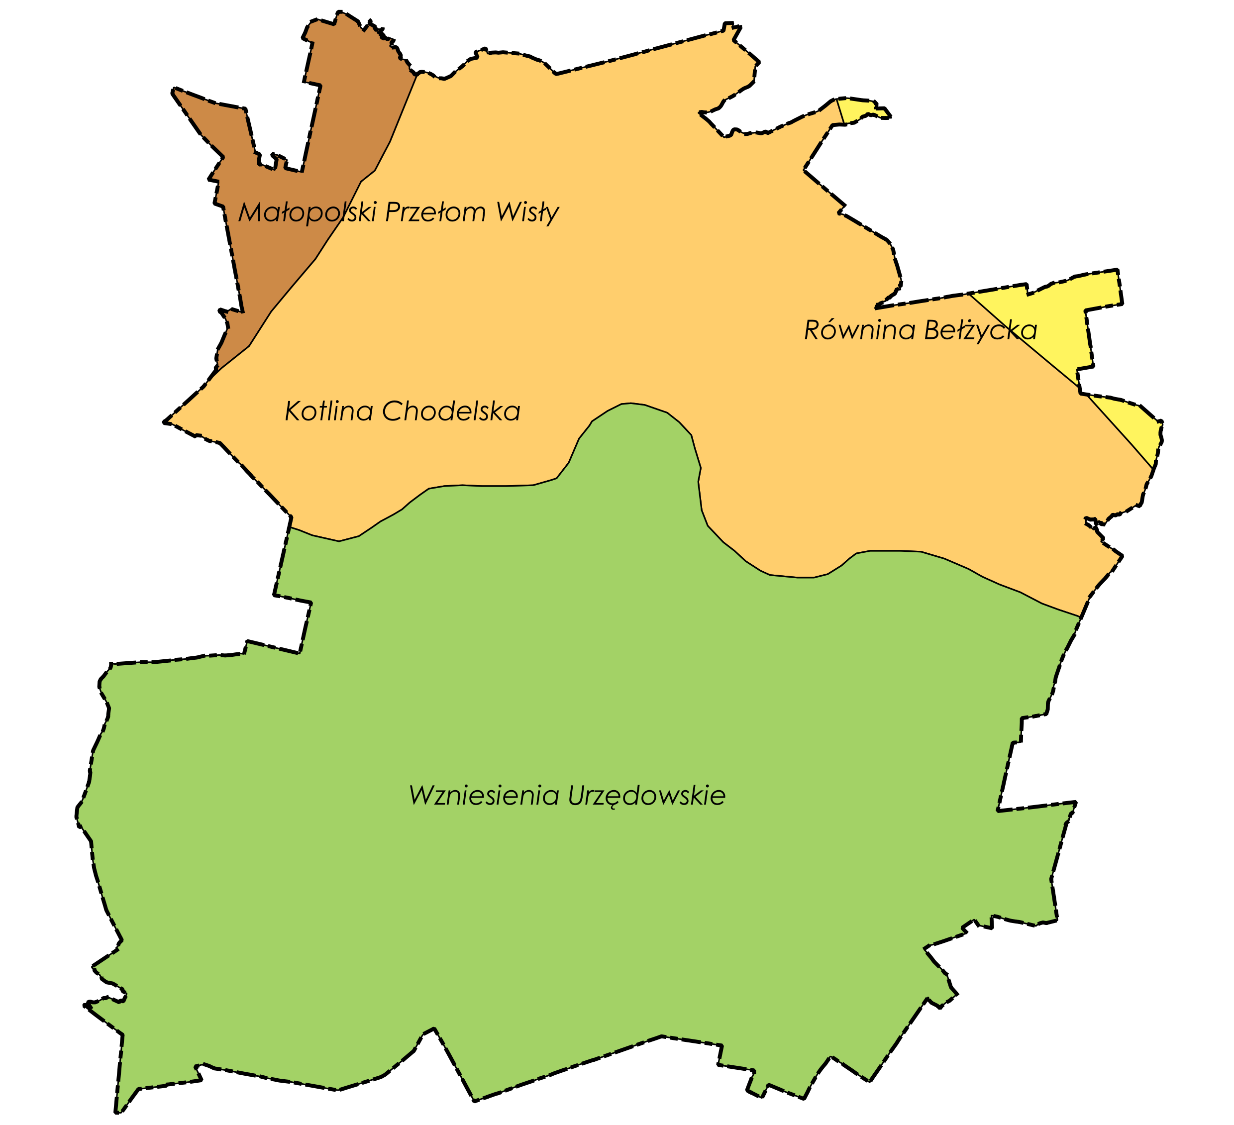 Małopolski Przełom Wisły
Równina Bełżycka
Kotlina Chodelska
Wzniesienia Urzędowskie